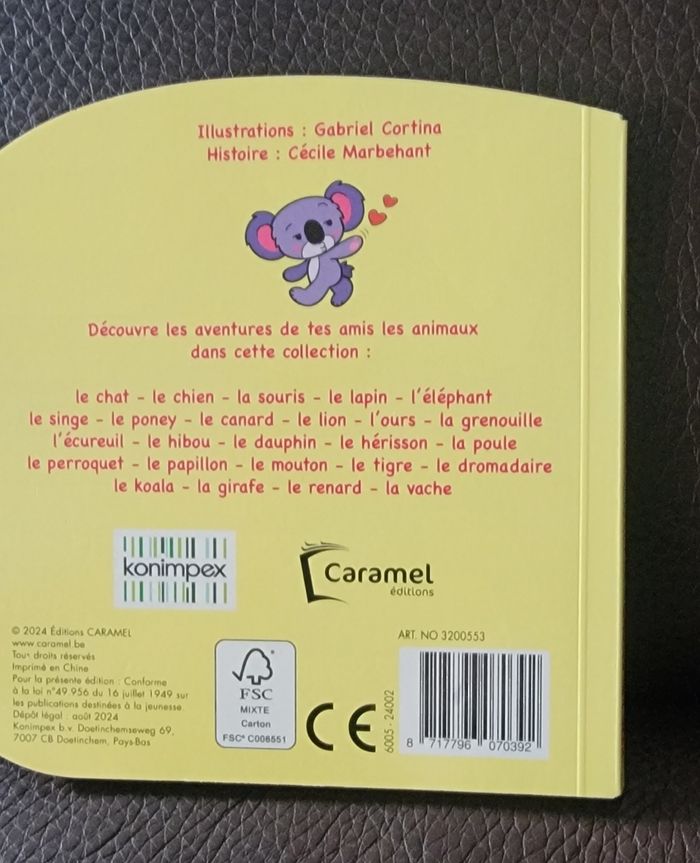 Illustrations : Gabriel Cortina
Histoire : Cécile Marbehant
Découvre les aventures de tes amis les animaux
dans cette collection :
le chat - le chien - la souris - le lapin - l'éléphant
le singe - le poney - le canard - le lion - l'ours - la grenouille
l'écureuil - le hibou - le dauphin - le hérisson - la poule
le perroquet - le papillon - le mouton - le tigre - le dromadaire
le koala - la girafe - le renard - la vache
konimpex
Caramel
éditions
© 2024 Éditions CARAMEL
www.caramel.be
Tous droits réservés
Imprimé en Chine
Pour la présente édition : Conforme
à la loi n°49 956 du 16 juillet 1949 sur
les publications destinées à la jeunesse.
Dépôt légal : août 2024
Konimpex b.v. Doetinchemseweg 69,
7007 CB Doetinchem, Pays-Bas
FSC
MIXTE
Carton
FSC® C008551
CE
6005 - 24002
ART. NO 3200553
8 717796 070392